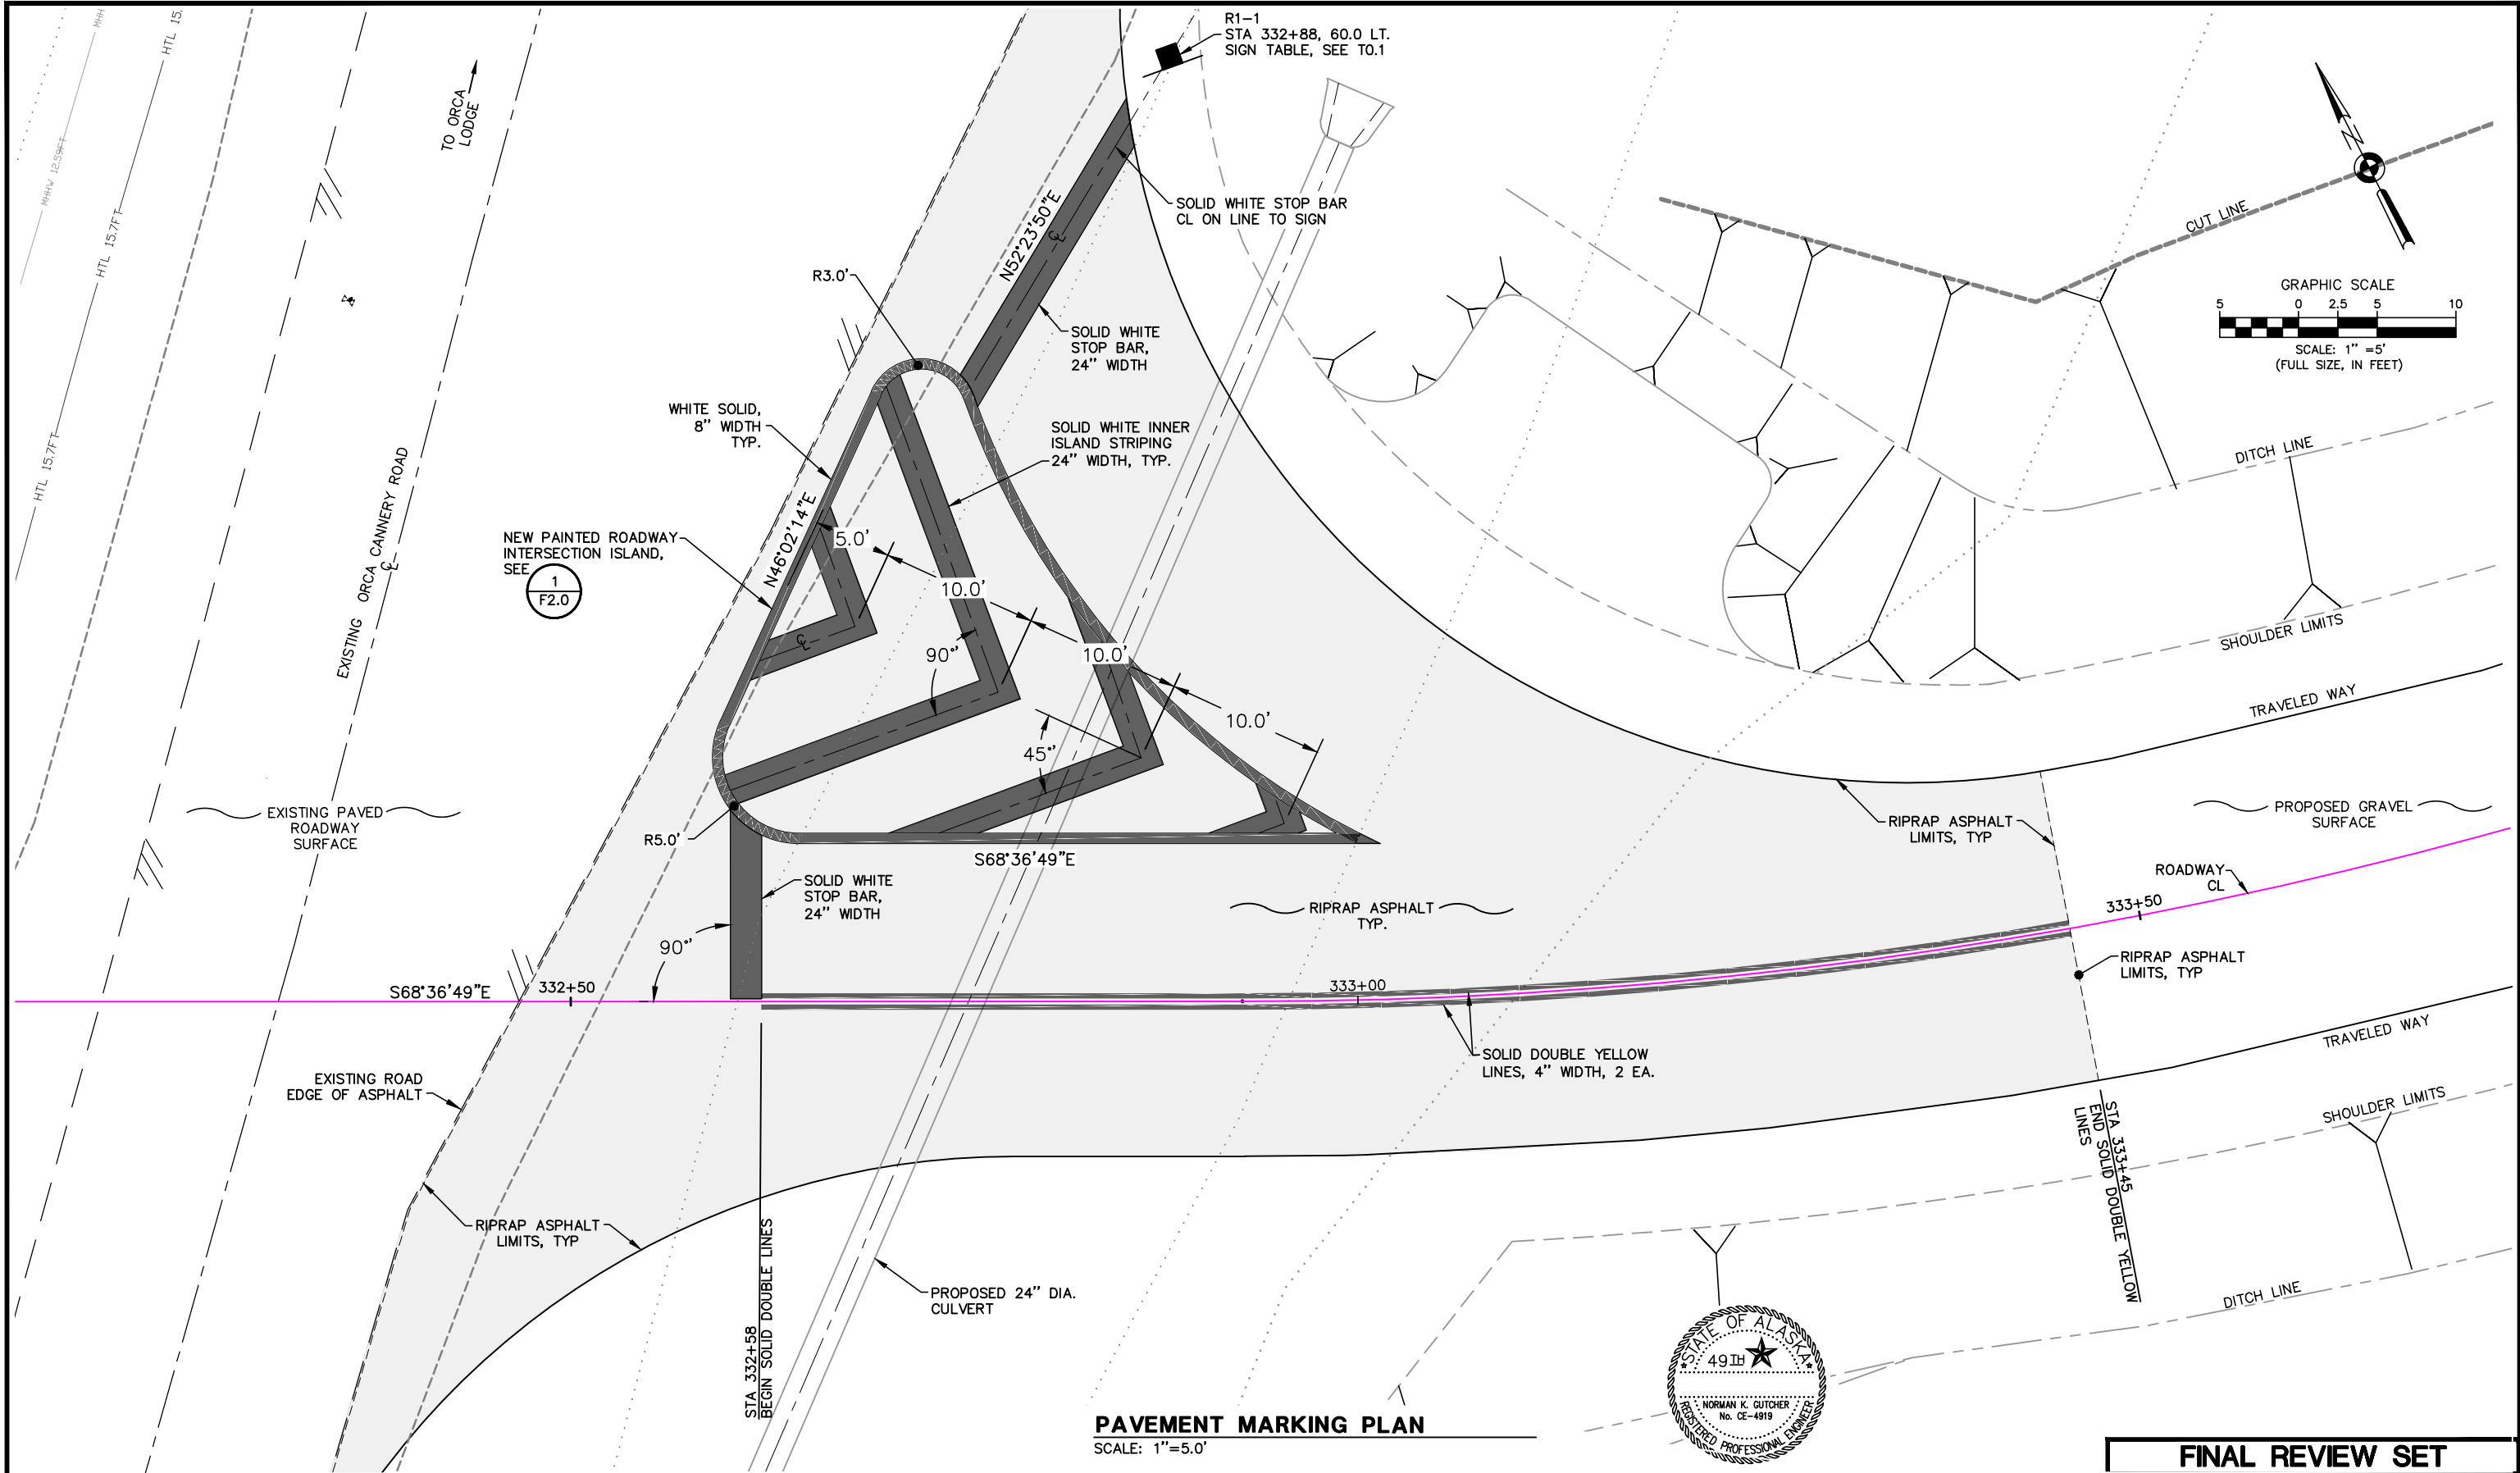 R1-1
STA 332+88, 60.0 LT.
SIGN TABLE, SEE T0.1
MHH
HTL 15.
MHHW 12.59FT
HTL 15.7FT
HTL 15.7FT
TO ORCA
LODGE
N
CUT LINE
GRAPHIC SCALE
5 0 2.5 5 10
SCALE: 1" =5'
(FULL SIZE, IN FEET)
SOLID WHITE STOP BAR
CL ON LINE TO SIGN
N52°23'50"E
CL
R3.0'
SOLID WHITE
STOP BAR,
24" WIDTH
WHITE SOLID,
8" WIDTH
TYP.
SOLID WHITE INNER
ISLAND STRIPING
24" WIDTH, TYP.
DITCH LINE
EXISTING ORCA CANNERY ROAD
CL
NEW PAINTED ROADWAY
INTERSECTION ISLAND,
SEE
1
F2.0
N46°02'14"E
5.0'
10.0'
10.0'
10.0'
90°'
45°'
CL
SHOULDER LIMITS
TRAVELED WAY
EXISTING PAVED
ROADWAY
SURFACE
R5.0'
S68°36'49"E
RIPRAP ASPHALT
LIMITS, TYP
PROPOSED GRAVEL
SURFACE
ROADWAY
CL
333+50
SOLID WHITE
STOP BAR,
24" WIDTH
RIPRAP ASPHALT
TYP.
90°'
RIPRAP ASPHALT
LIMITS, TYP
S68°36'49"E
332+50
333+00
SOLID DOUBLE YELLOW
LINES, 4" WIDTH, 2 EA.
TRAVELED WAY
EXISTING ROAD
EDGE OF ASPHALT
SHOULDER LIMITS
STA 333+45
END SOLID DOUBLE YELLOW
LINES
RIPRAP ASPHALT
LIMITS, TYP
STA 332+58
BEGIN SOLID DOUBLE LINES
PROPOSED 24" DIA.
CULVERT
DITCH LINE
STATE OF ALASKA
49TH
NORMAN K. GUTCHER
No. CE-4919
REGISTERED PROFESSIONAL ENGINEER
PAVEMENT MARKING PLAN
SCALE: 1"=5.0'
FINAL REVIEW SET